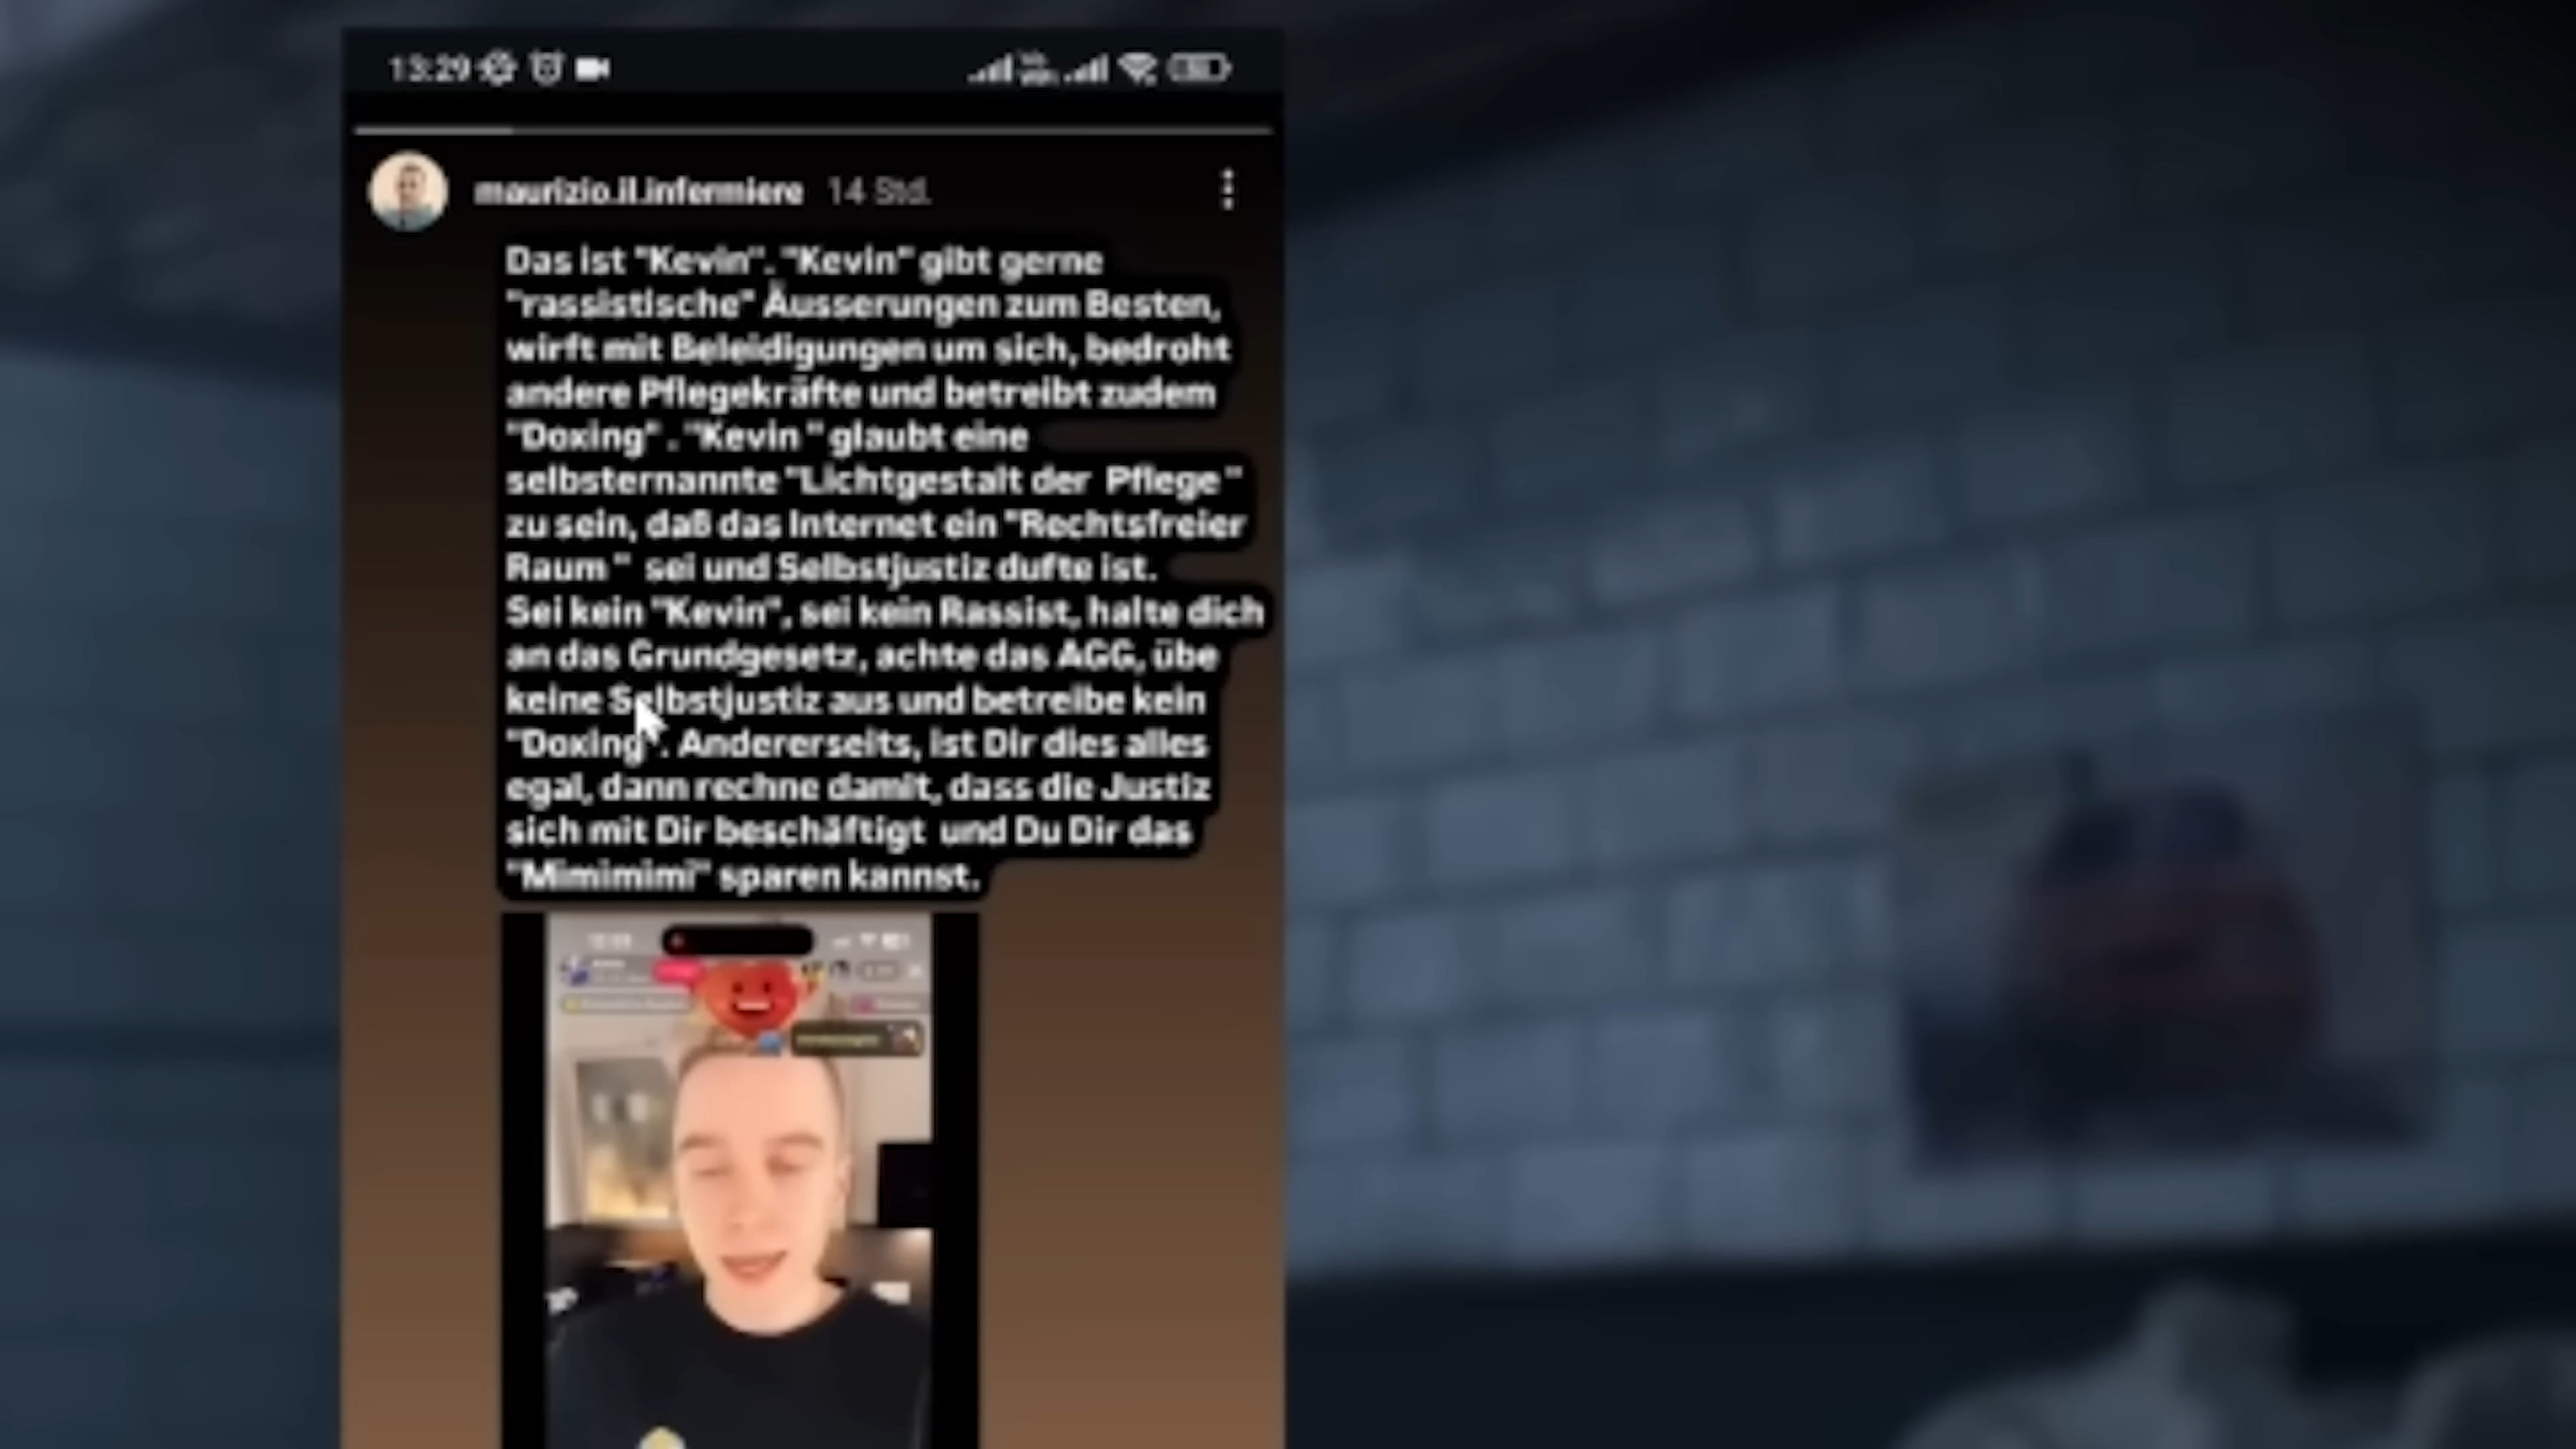 13:29
maurizio.il.infermiere 14 Std.
Das ist "Kevin". "Kevin" gibt gerne
"rassistische" Äusserungen zum Besten,
wirft mit Beleidigungen um sich, bedroht
andere Pflegekräfte und betreibt zudem
"Doxing" . "Kevin " glaubt eine
selbsternannte "Lichtgestalt der Pflege "
zu sein, daß das Internet ein "Rechtsfreier
Raum " sei und Selbstjustiz dufte ist.
Sei kein "Kevin", sei kein Rassist, halte dich
an das Grundgesetz, achte das AGG, übe
keine Selbstjustiz aus und betreibe kein
"Doxing". Andererseits, ist Dir dies alles
egal, dann rechne damit, dass die Justiz
sich mit Dir beschäftigt und Du Dir das
"Mimimimi" sparen kannst.